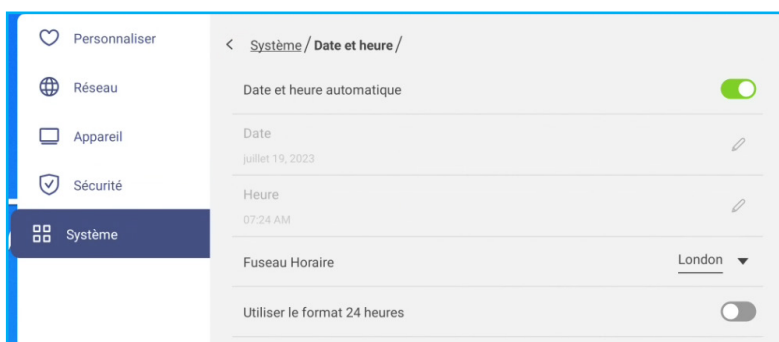 Personnaliser
Réseau
Appareil
Sécurité
Système
< Système / Date et heure /
Date et heure automatique
Date
juillet 19, 2023
Heure
07:24 AM
Fuseau Horaire
London
Utiliser le format 24 heures